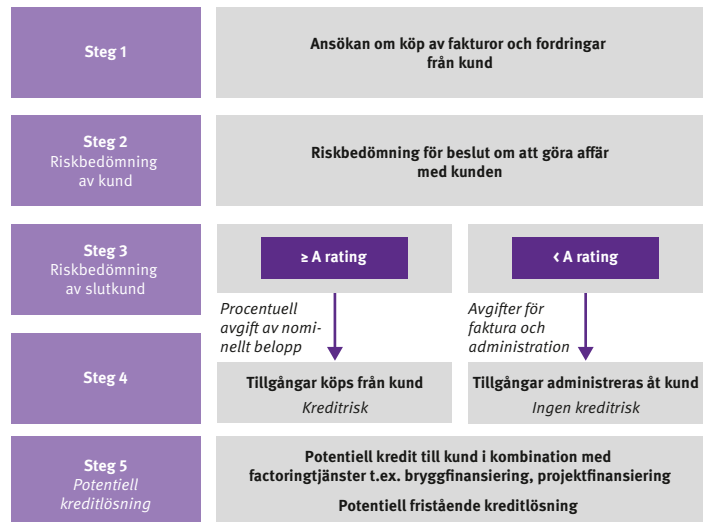 Steg 1
Ansökan om köp av fakturor och fordringar
från kund
Steg 2
Riskbedömning
av kund
Riskbedömning för beslut om att göra affär
med kunden
Steg 3
Riskbedömning
av slutkund
≥ A rating
< A rating
Procentuell
avgift av nomi-
nellt belopp
Avgifter för
faktura och
administration
Steg 4
Tillgångar köps från kund
Kreditrisk
Tillgångar administreras åt kund
Ingen kreditrisk
Steg 5
Potentiell
kreditlösning
Potentiell kredit till kund i kombination med
factoringtjänster t.ex. bryggfinansiering, projektfinansiering
Potentiell fristående kreditlösning